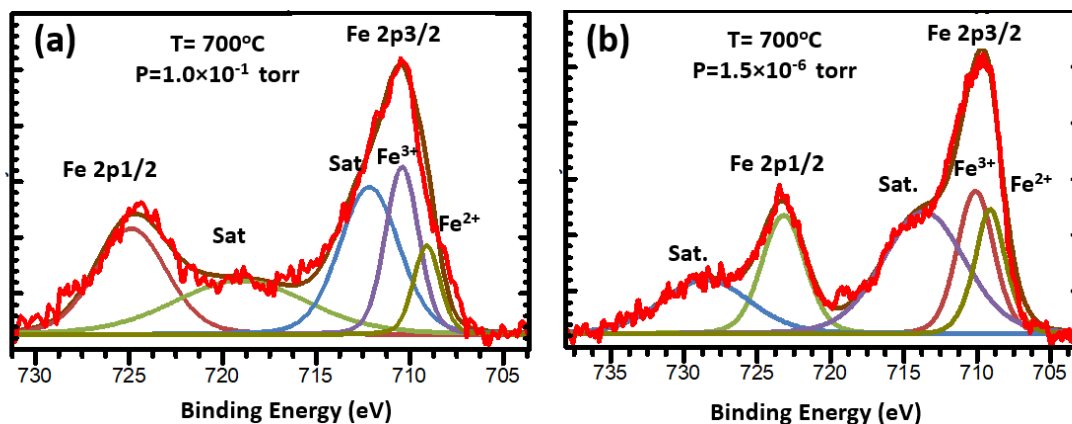 (a)
T= 700°C
P=1.0×10⁻¹ torr
Fe 2p3/2
Fe 2p1/2
Sat
Sat
Fe³⁺
Fe²⁺
730 725 720 715 710 705
Binding Energy (eV)
(b)
T= 700°C
P=1.5×10⁻⁶ torr
Fe 2p3/2
Fe 2p1/2
Sat.
Sat.
Fe³⁺
Fe²⁺
735 730 725 720 715 710 705
Binding Energy (eV)